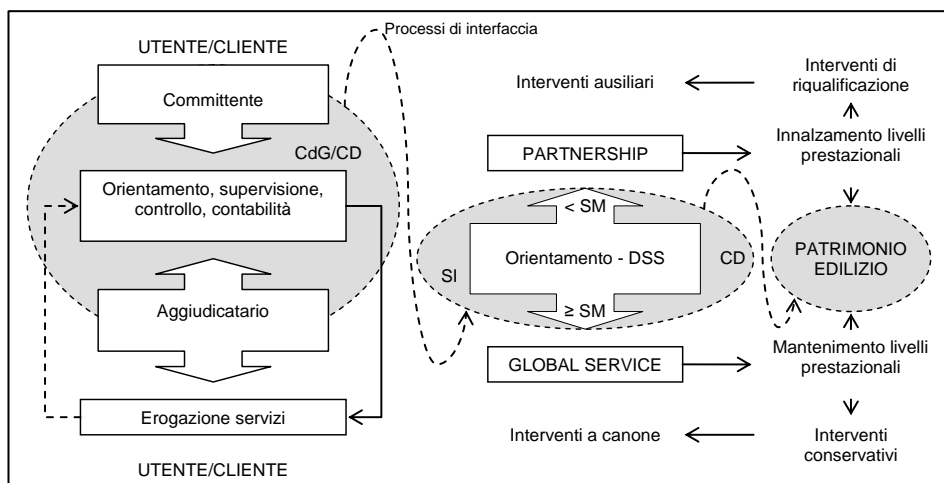 Processi di interfaccia
UTENTE/CLIENTE
Committente
CdG/CD
Orientamento, supervisione,
controllo, contabilità
Aggiudicatario
Erogazione servizi
UTENTE/CLIENTE
Interventi ausiliari
Interventi di
riqualificazione
PARTNERSHIP
Innalzamento livelli
prestazionali
< SM
SI
Orientamento - DSS
CD
≥ SM
PATRIMONIO
EDILIZIO
GLOBAL SERVICE
Mantenimento livelli
prestazionali
Interventi a canone
Interventi
conservativi